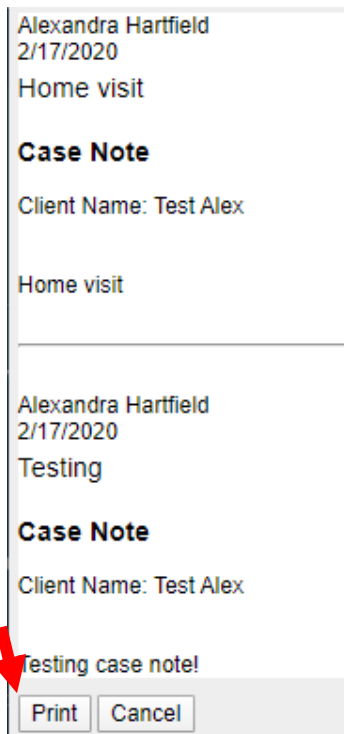 Alexandra Hartfield
2/17/2020
Home visit
Case Note
Client Name: Test Alex
Home visit
Alexandra Hartfield
2/17/2020
Testing
Case Note
Client Name: Test Alex
Testing case note!
Print Cancel